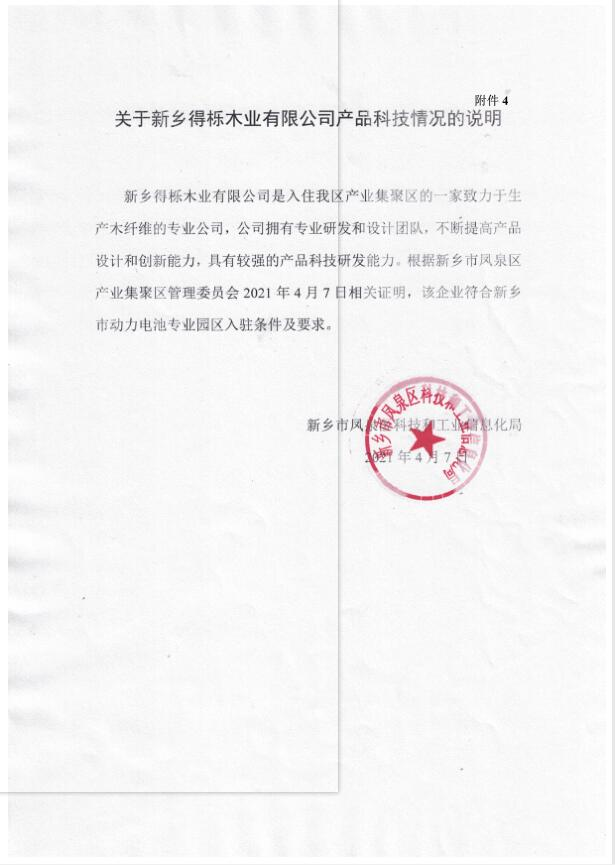 附件 4
关于新乡得栎木业有限公司产品科技情况的说明
新乡得栎木业有限公司是入住我区产业集聚区的一家致力于生
产木纤维的专业公司，公司拥有专业研发和设计团队，不断提高产品
设计和创新能力，具有较强的产品科技研发能力。根据新乡市凤泉区
产业集聚区管理委员会 2021 年 4 月 7 日相关证明，该企业符合新乡
市动力电池专业园区入驻条件及要求。
新乡市凤泉区科技和工业信息化局
2021 年 4 月 7 日
新乡市凤泉区科技和工业信息化局